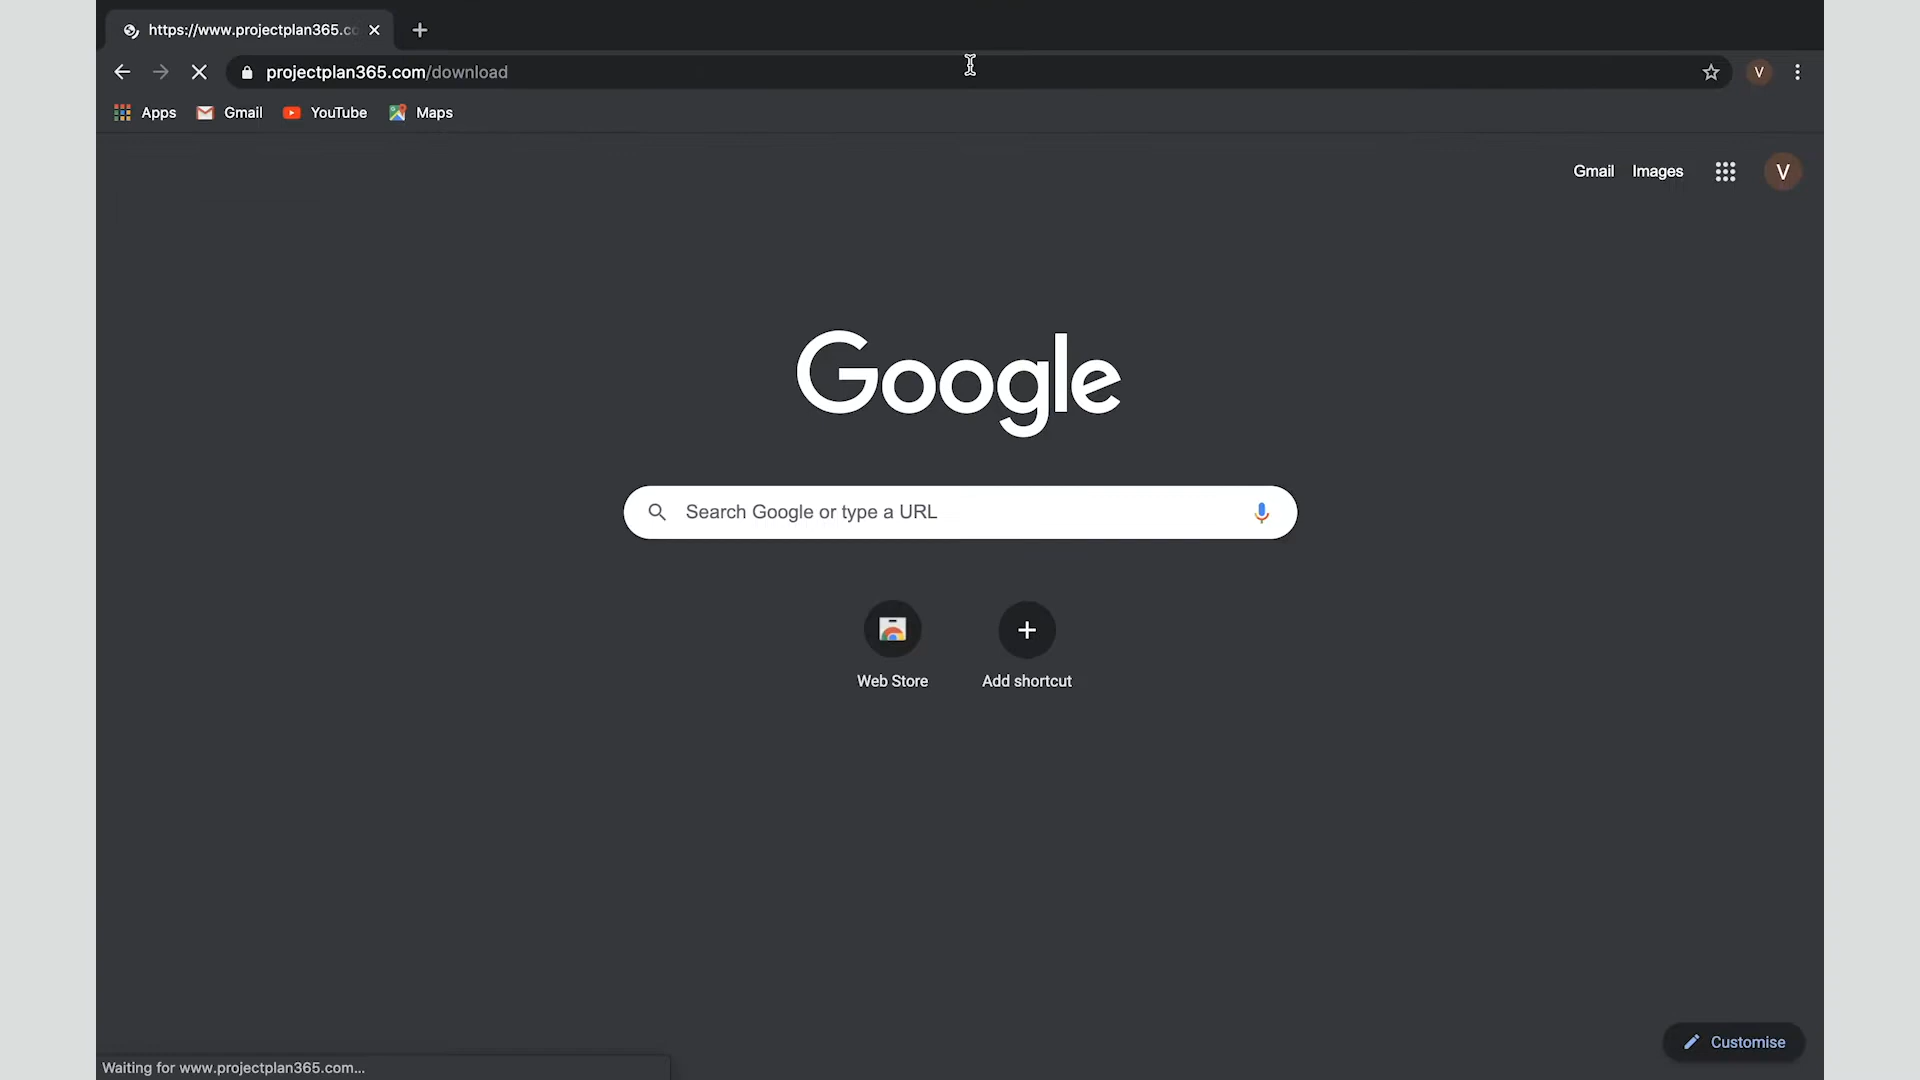 https://www.projectplan365.co
projectplan365.com/download
V
Apps
Gmail
YouTube
Maps
Gmail
Images
V
Google
Search Google or type a URL
Web Store
Add shortcut
Customise
Waiting for www.projectplan365.com...